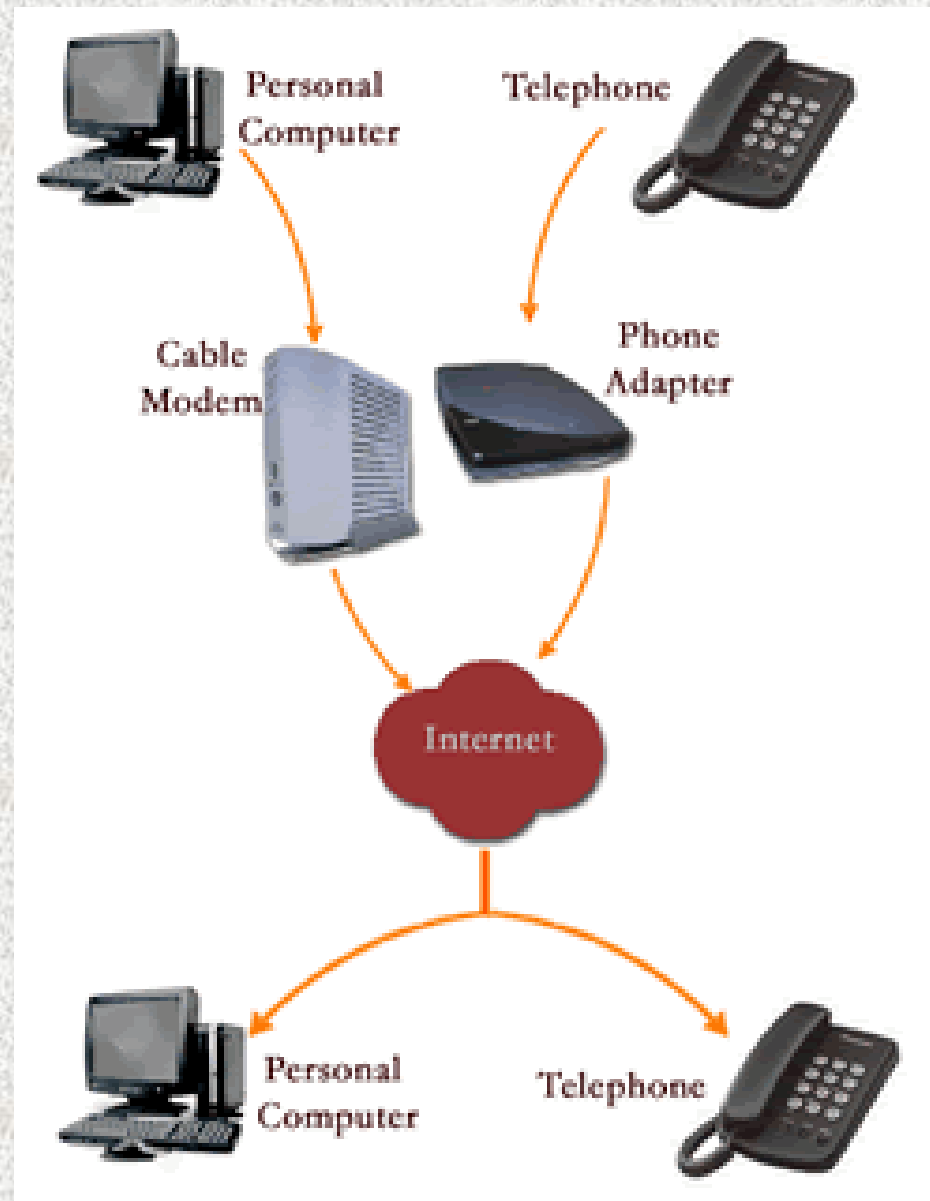 Personal
Computer
Telephone
Cable
Modem
Phone
Adapter
Internet
Personal
Computer
Telephone